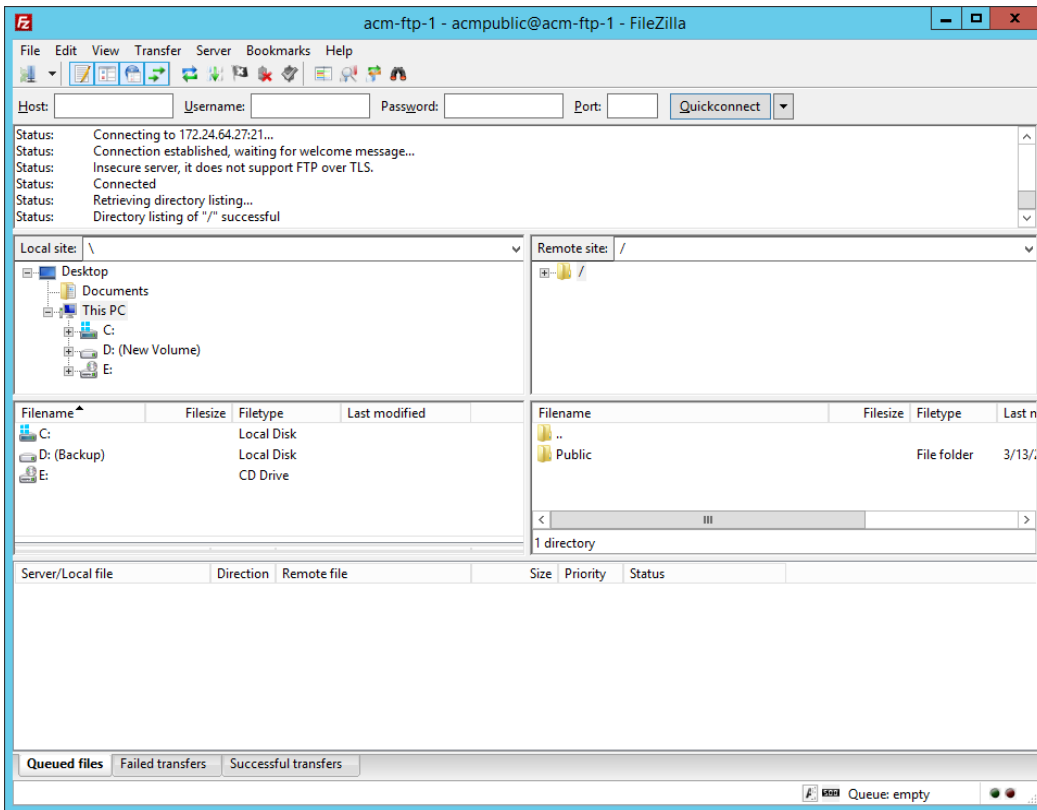 Fz acm-ftp-1 - acmpublic@acm-ftp-1 - FileZilla
File Edit View Transfer Server Bookmarks Help
Host: Username: Password: Port: Quickconnect
Status: Connecting to 172.24.64.27:21...
Status: Connection established, waiting for welcome message...
Status: Insecure server, it does not support FTP over TLS.
Status: Connected
Status: Retrieving directory listing...
Status: Directory listing of "/" successful
Local site: \ Remote site: /
Desktop /
Documents
This PC
C:
D: (New Volume)
E:
Filename Filesize Filetype Last modified Filename Filesize Filetype Last n
C: Local Disk ..
D: (Backup) Local Disk Public File folder 3/13/2
E: CD Drive
1 directory
Server/Local file Direction Remote file Size Priority Status
Queued files Failed transfers Successful transfers
Queue: empty